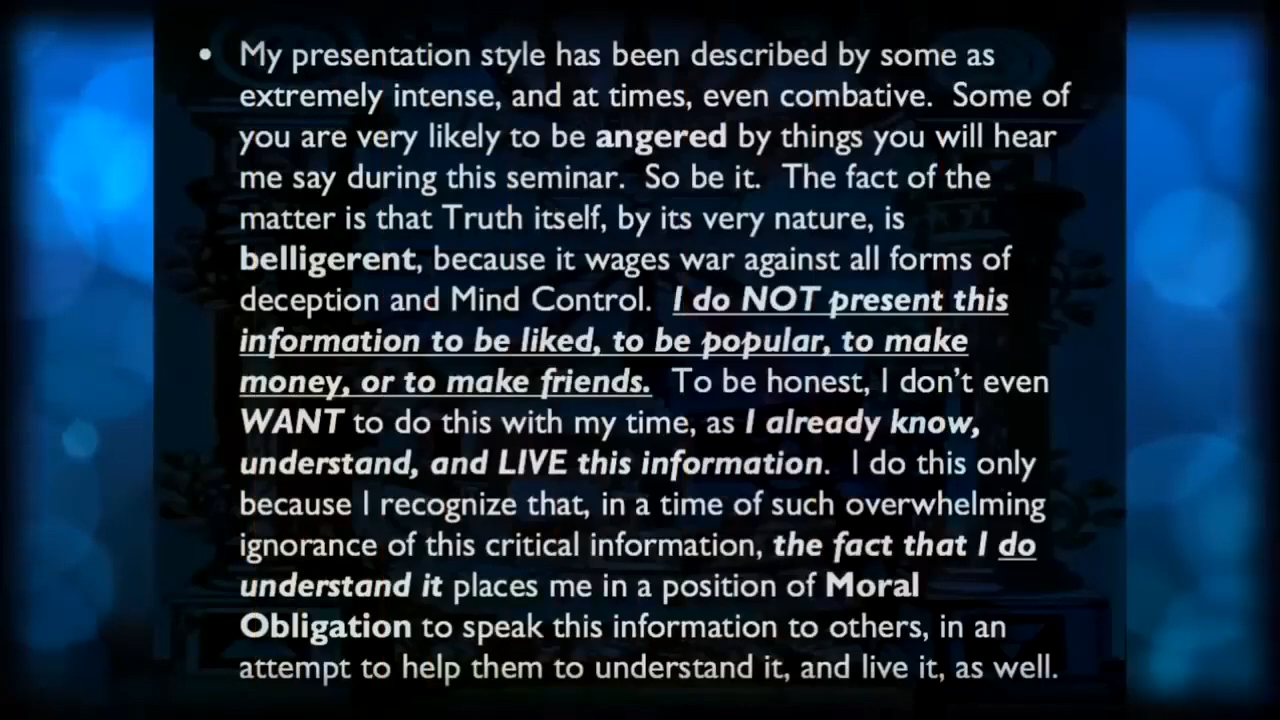 • My presentation style has been described by some as
extremely intense, and at times, even combative.  Some of
you are very likely to be angered by things you will hear
me say during this seminar.  So be it.  The fact of the
matter is that Truth itself, by its very nature, is
belligerent, because it wages war against all forms of
deception and Mind Control.  I do NOT present this
information to be liked, to be popular, to make
money, or to make friends.  To be honest, I don’t even
WANT to do this with my time, as I already know,
understand, and LIVE this information.  I do this only
because I recognize that, in a time of such overwhelming
ignorance of this critical information, the fact that I do
understand it places me in a position of Moral
Obligation to speak this information to others, in an
attempt to help them to understand it, and live it, as well.